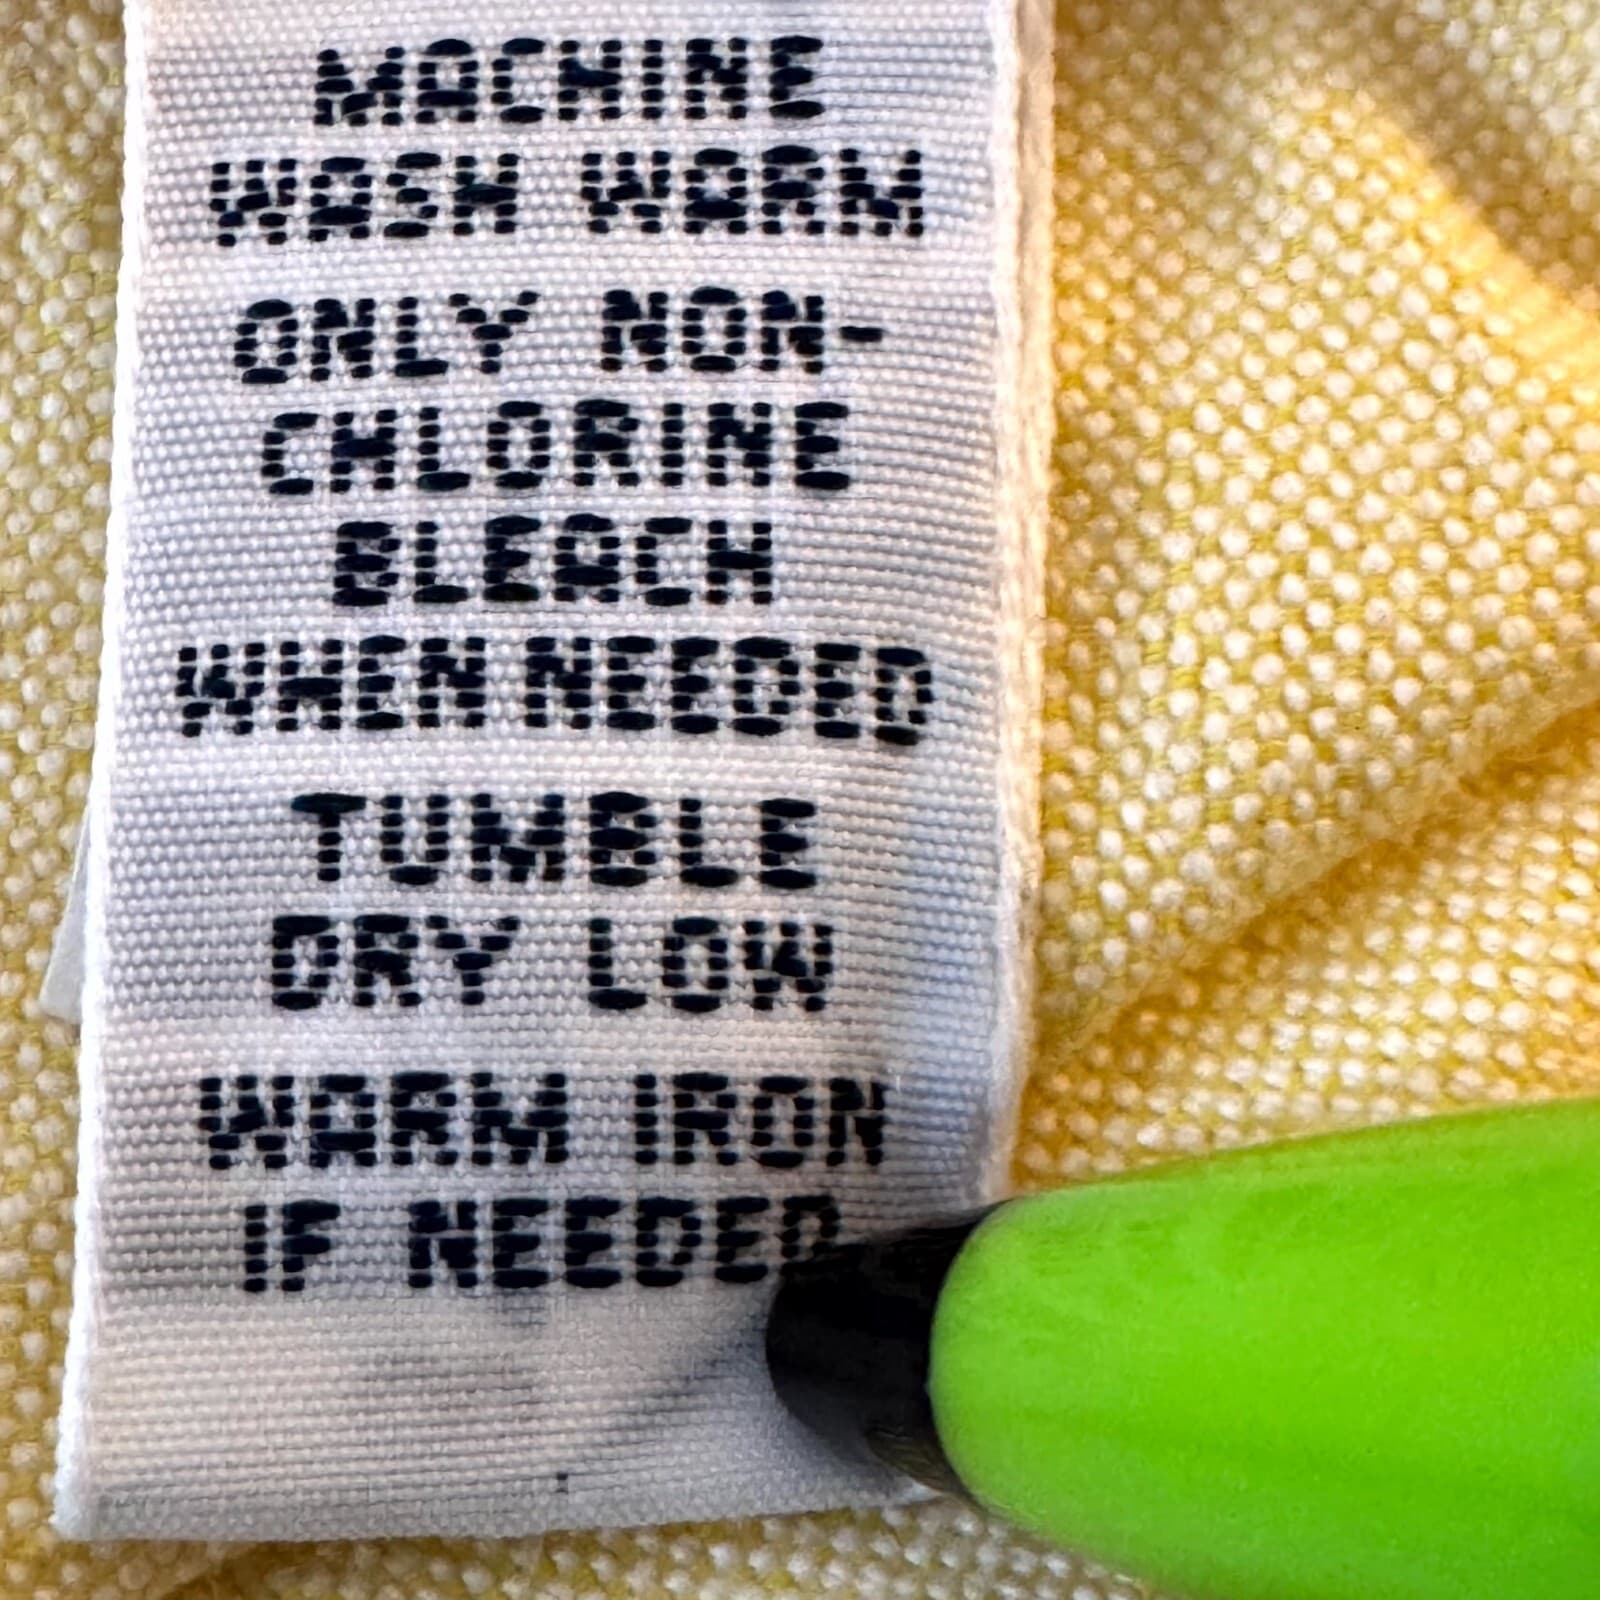 MACHINE
WASH WARM
ONLY NON-
CHLORINE
BLEACH
WHEN NEEDED
TUMBLE
DRY LOW
WARM IRON
IF NEEDED